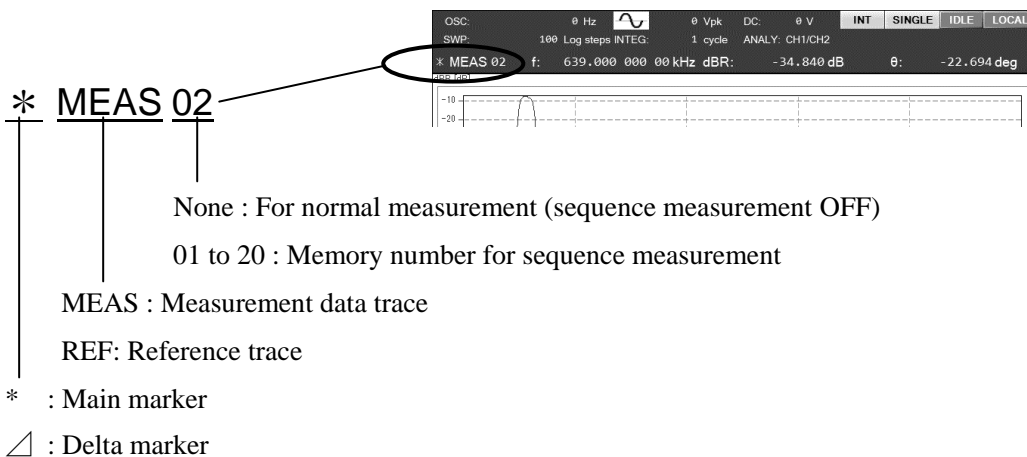 OSC: 0 Hz 0 Vpk DC: 0 V INT SINGLE IDLE LOCAL
SWP: 100 Log steps INTEG: 1 cycle ANALY: CH1/CH2
* MEAS 02 f: 639.000 000 00 kHz dBR: -34.840 dB θ: -22.694 deg
dBR [dB]
-10
-20
* MEAS 02
None : For normal measurement (sequence measurement OFF)
01 to 20 : Memory number for sequence measurement
MEAS : Measurement data trace
REF: Reference trace
* : Main marker
⊿ : Delta marker